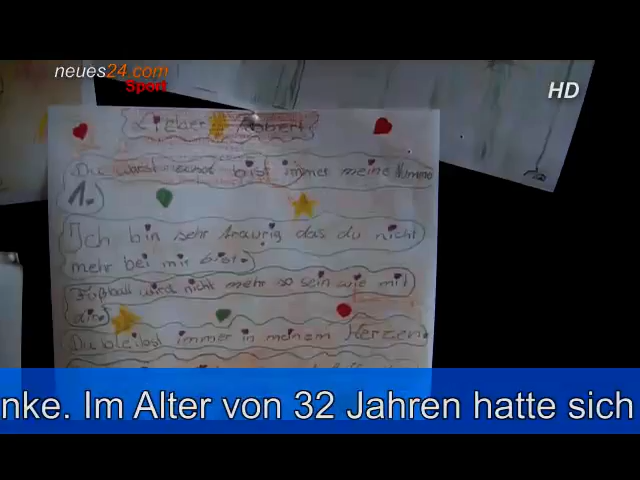 neues24.com
Sport
HD
Lieber Robert
Du warst und bist immer meine Nummer
1.
Ich bin sehr traurig das du nicht
mehr bei mir bist.
Fußball wird nicht mehr so sein wie mit
dir.
Du bleibst immer in meinem Herzen.
nke. Im Alter von 32 Jahren hatte sich